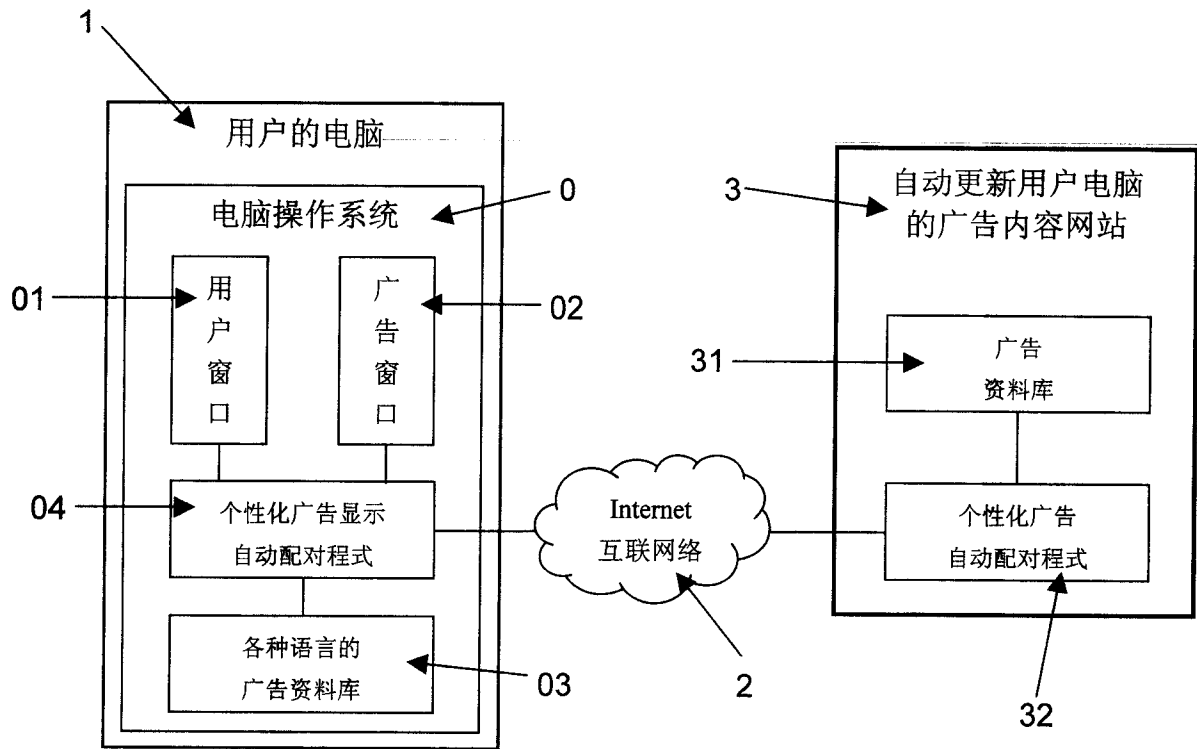 1
用户的电脑
0
电脑操作系统
01
用户窗口
广告窗口
02
04
个性化广告显示
自动配对程式
各种语言的
广告资料库
03
Internet
互联网络
2
3
自动更新用户电脑
的广告内容网站
31
广告
资料库
个性化广告
自动配对程式
32